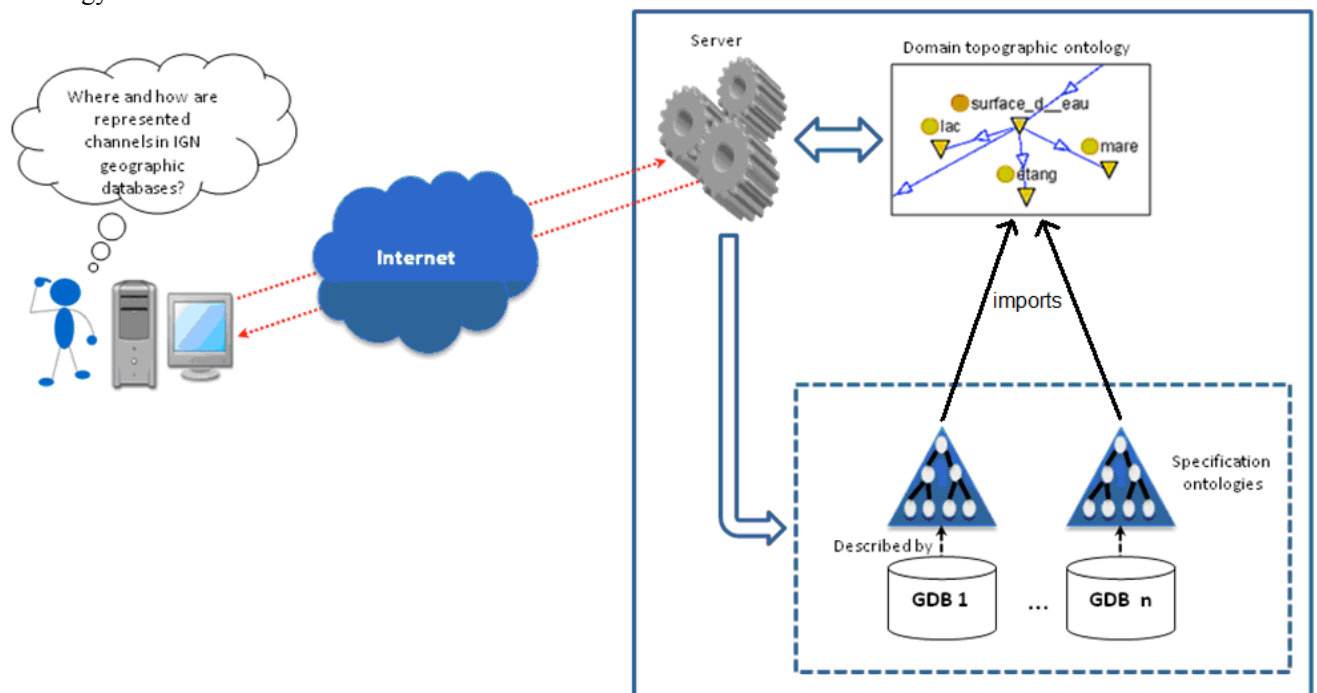 Server
Domain topographic ontology
Where and how are
represented
channels in IGN
geographic
databases?
surface_d__eau
lac
mare
etang
Internet
imports
Specification
ontologies
Described by
GDB 1
...
GDB n